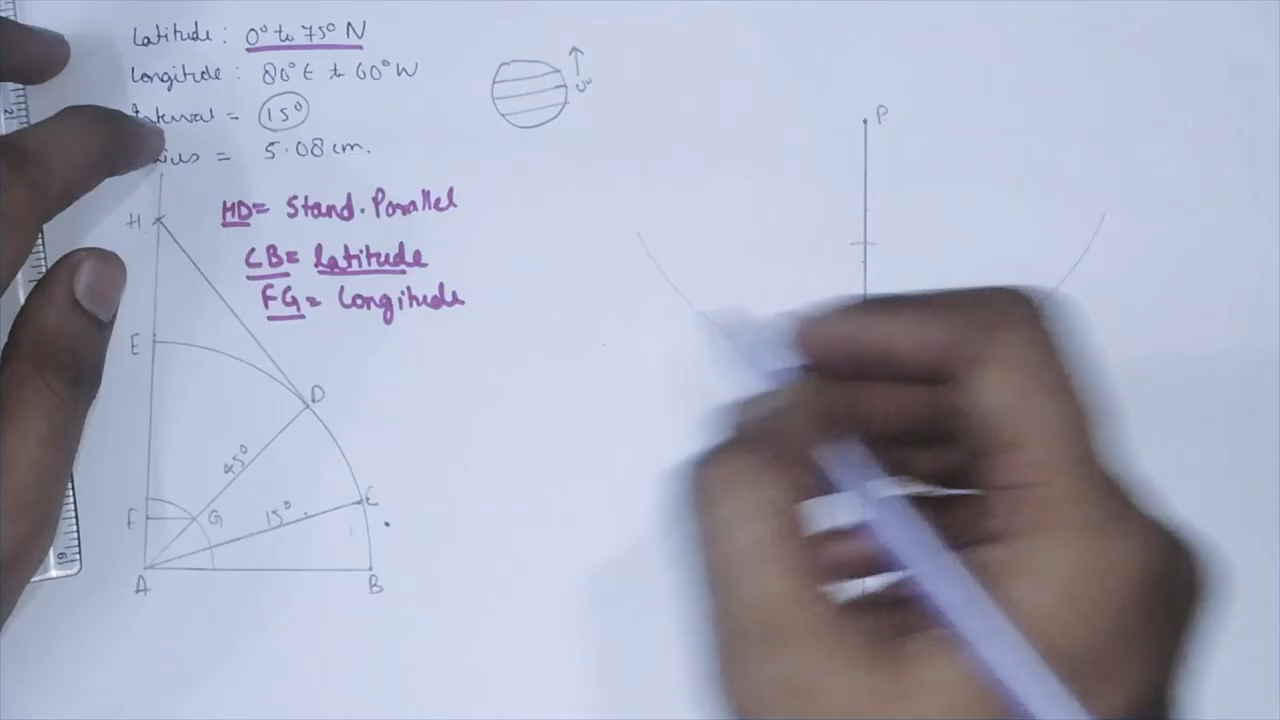 Latitude : 0° to 75° N
Longitude : 80° E to 60° W
Interval = 15°
= 5.08 cm.
HD = Stand. Parallel
CB = Latitude
FG = Longitude
P
H
E
D
45°
C
15°
F
G
A
B